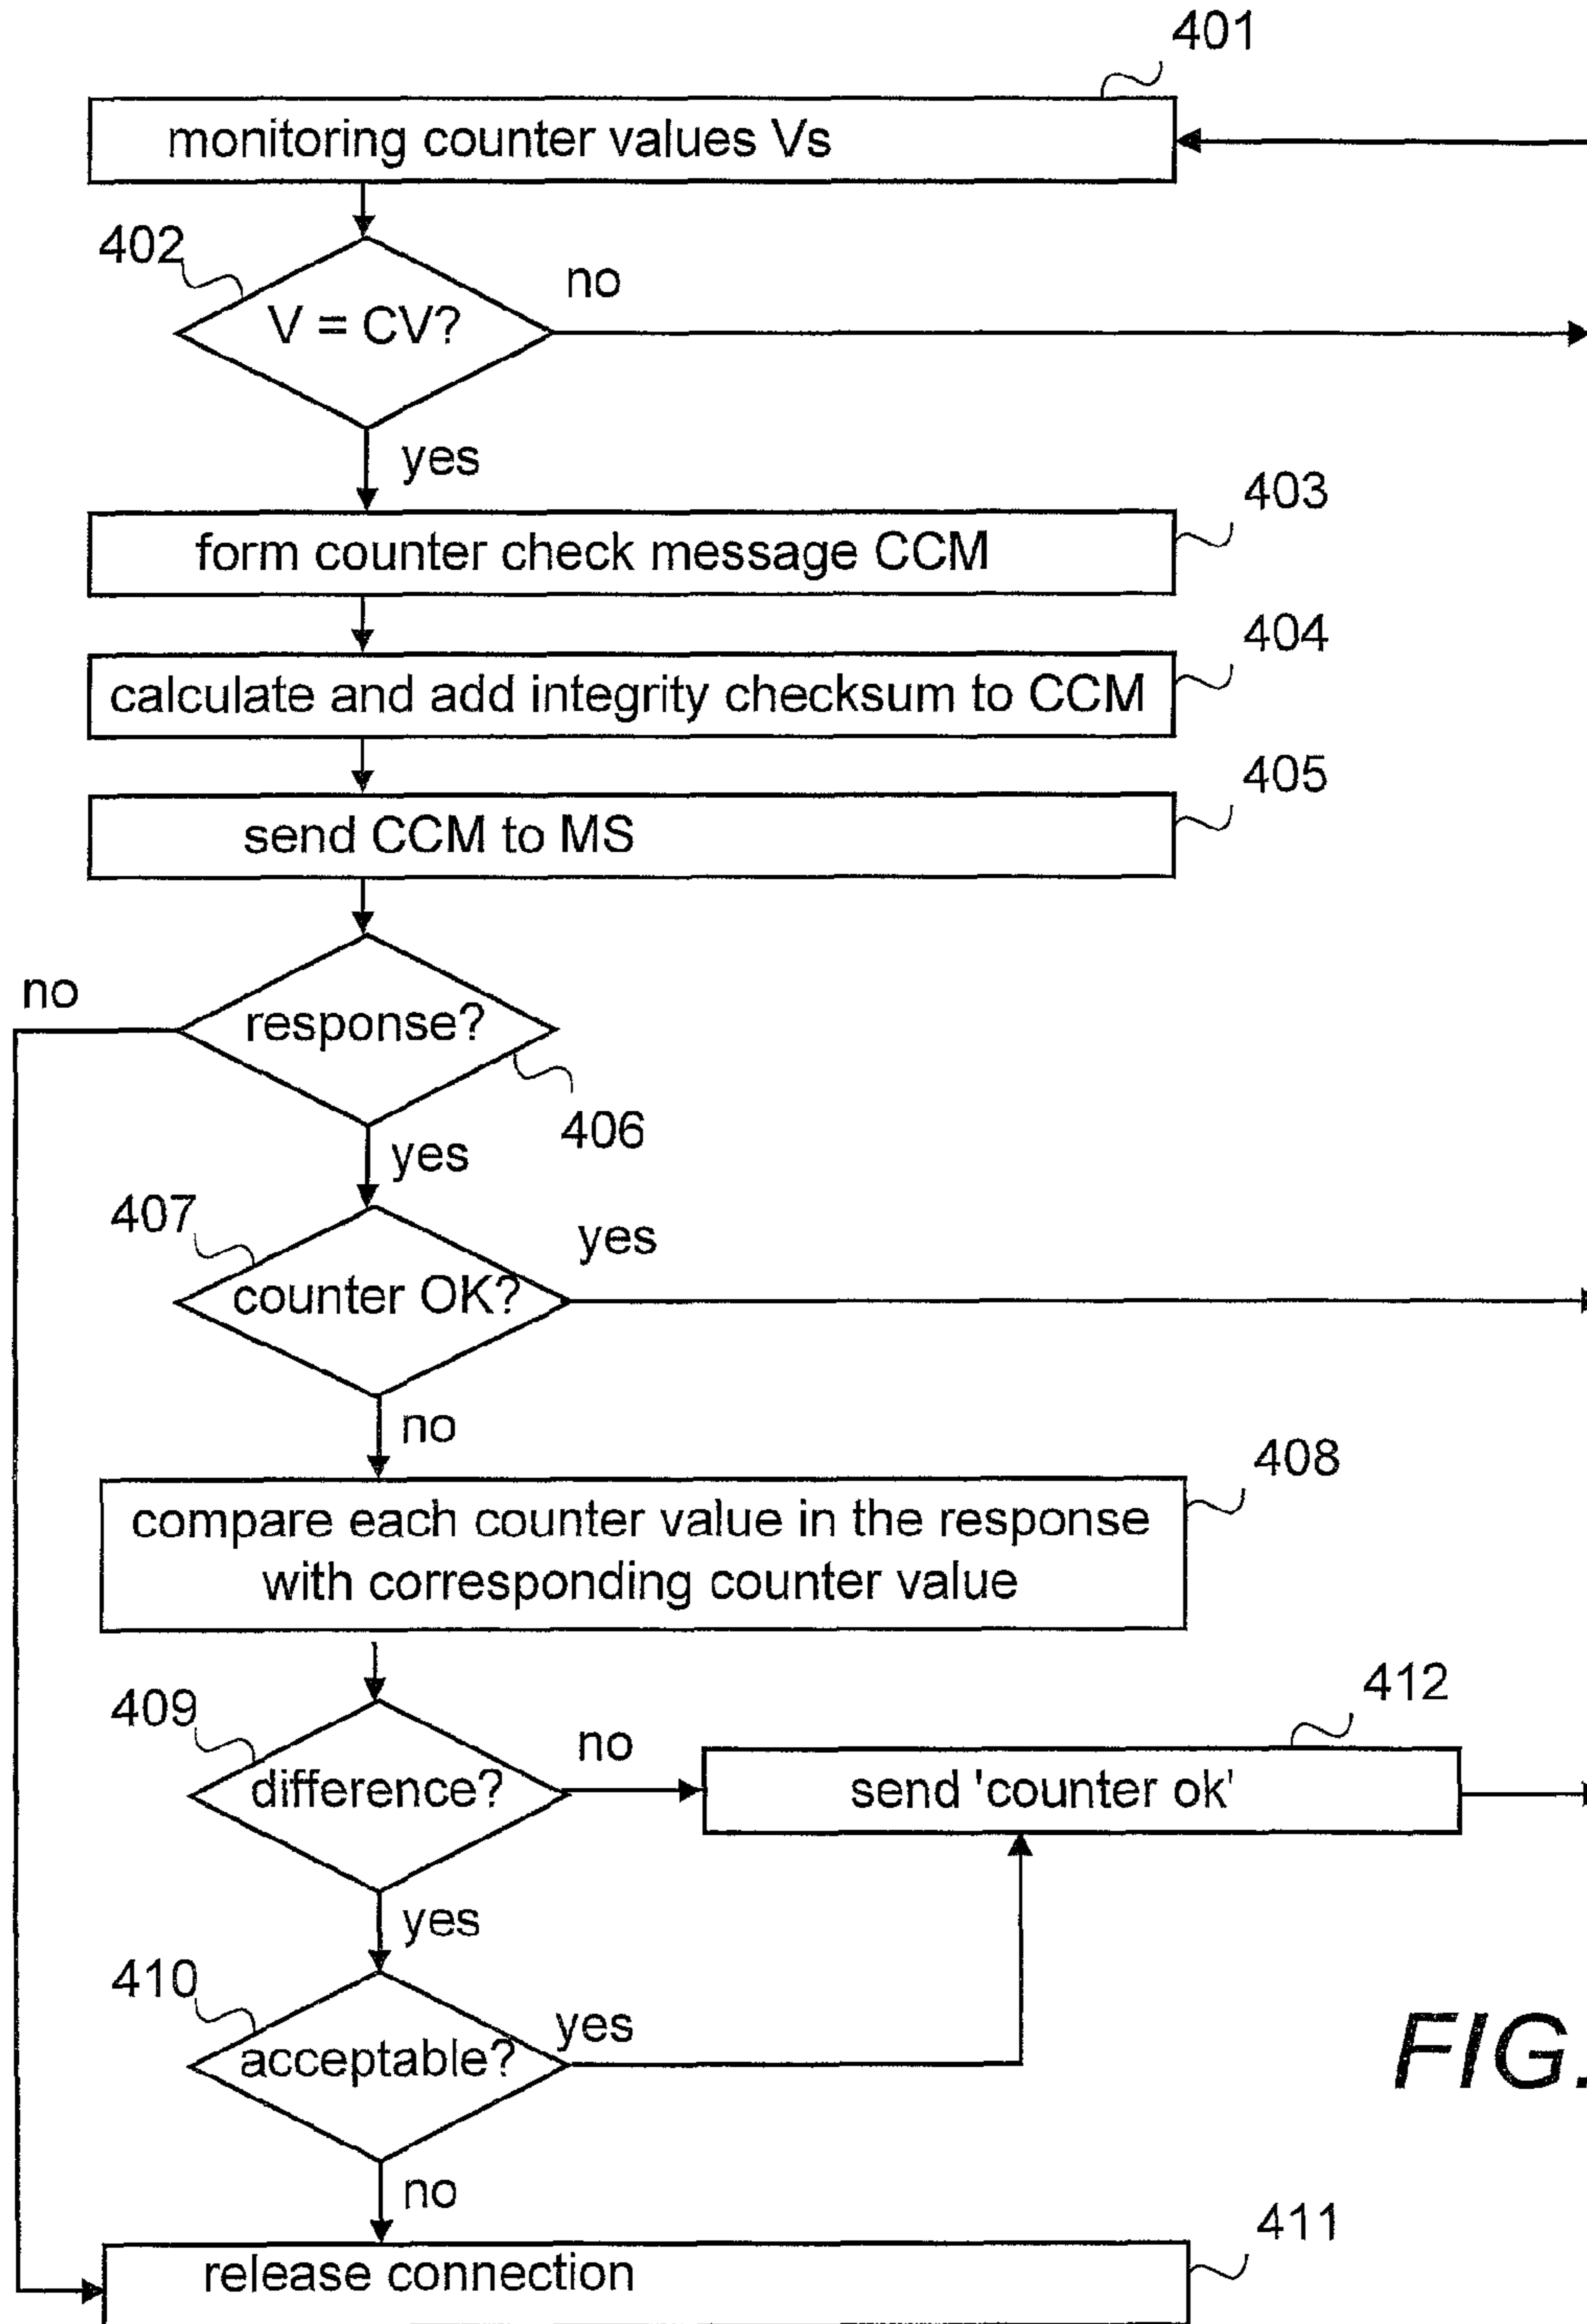 401
monitoring counter values Vs
402
no
V = CV?
yes
403
form counter check message CCM
404
calculate and add integrity checksum to CCM
405
send CCM to MS
no
response?
406
yes
407
yes
counter OK?
no
408
compare each counter value in the response
with corresponding counter value
412
409
no
difference?
send 'counter ok'
yes
410
yes
acceptable?
FIG.
no
411
release connection